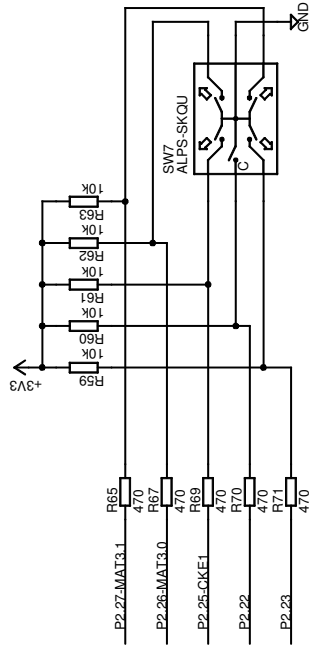 GND
SW7
ALPS-SKQU
C
10k
R63
10k
R62
10k
R61
10k
R60
10k
R59
+3V3
R65
470
R67
470
R69
470
R70
470
R71
470
P2.27-MAT3.1
P2.26-MAT3.0
P2.25-CKE1
P2.22
P2.23